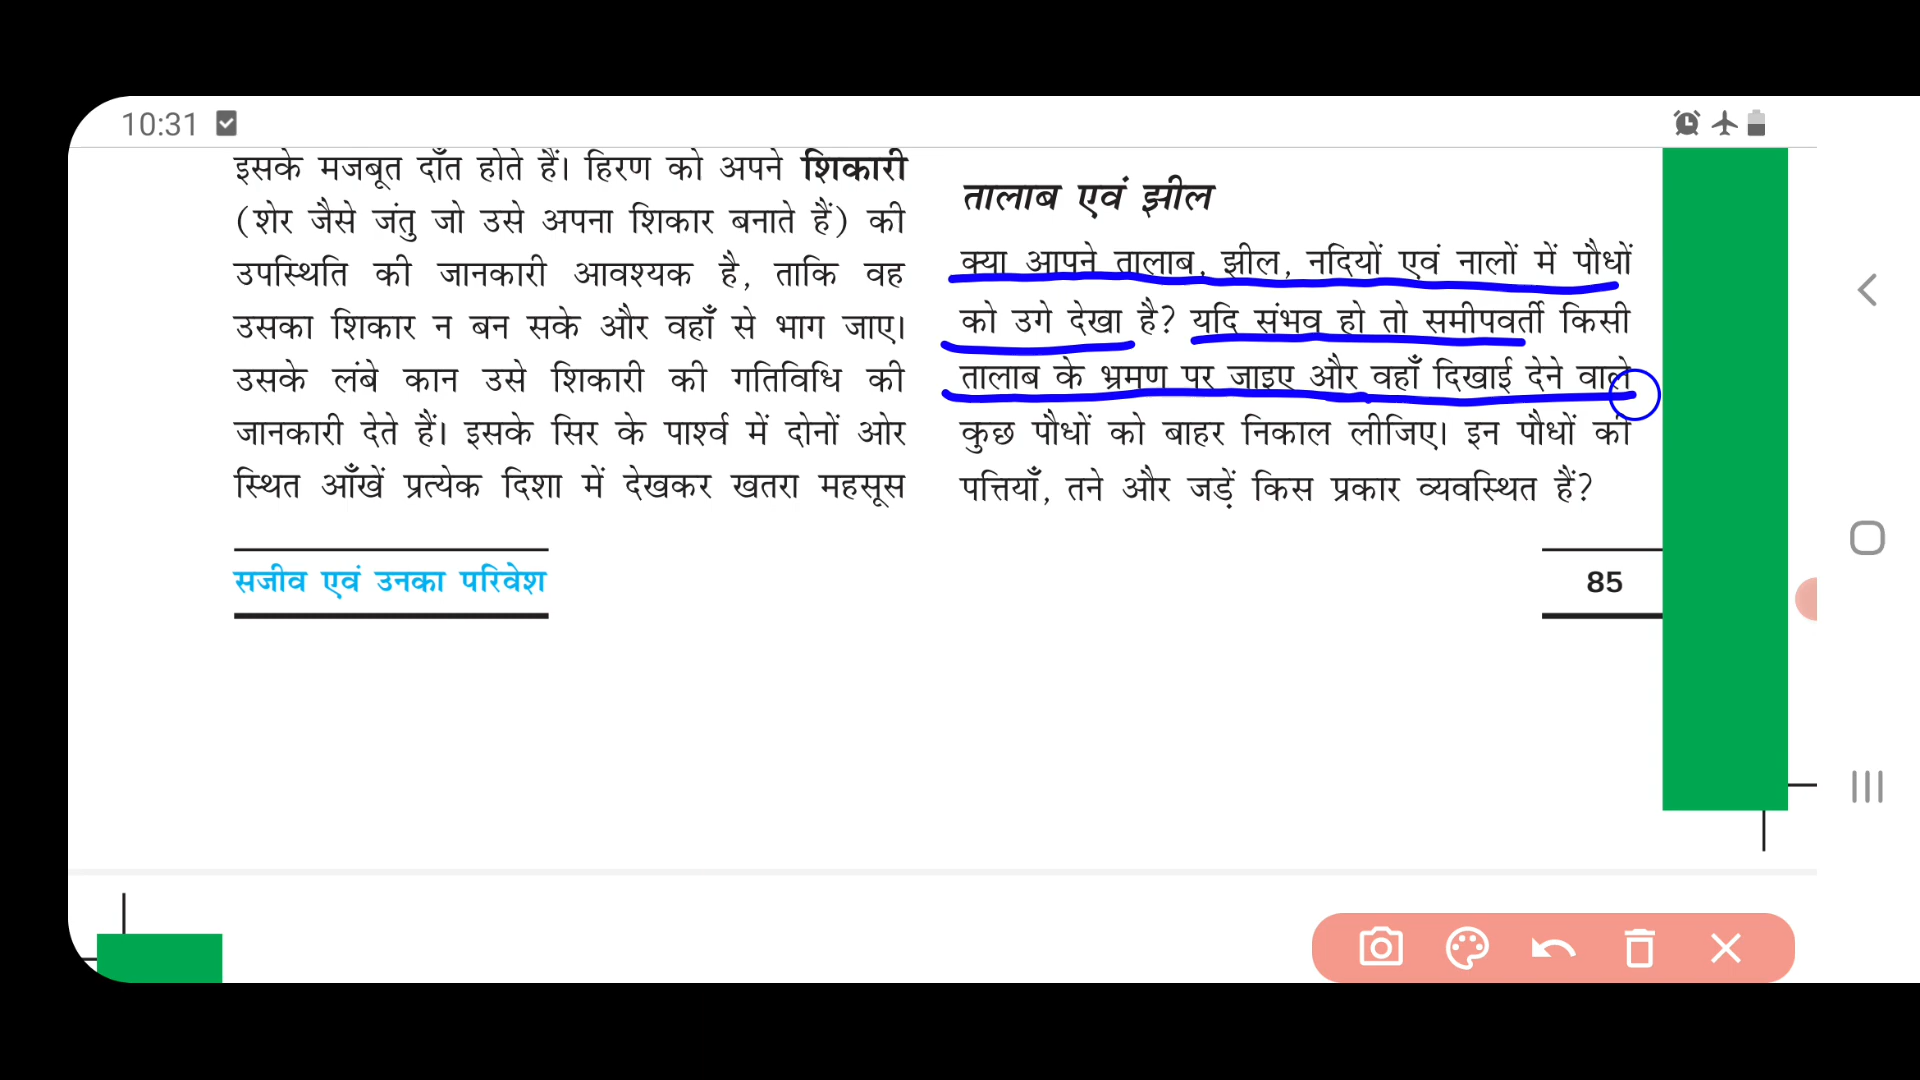 10:31
इसके मजबूत दाँत होते हैं। हिरण को अपने शिकारी
(शेर जैसे जंतु जो उसे अपना शिकार बनाते हैं) की
उपस्थिति की जानकारी आवश्यक है, ताकि वह
उसका शिकार न बन सके और वहाँ से भाग जाए।
उसके लंबे कान उसे शिकारी की गतिविधि की
जानकारी देते हैं। इसके सिर के पार्श्व में दोनों ओर
स्थित आँखें प्रत्येक दिशा में देखकर खतरा महसूस
तालाब एवं झील
क्या आपने तालाब, झील, नदियों एवं नालों में पौधों
को उगे देखा है? यदि संभव हो तो समीपवर्ती किसी
तालाब के भ्रमण पर जाइए और वहाँ दिखाई देने वाले
कुछ पौधों को बाहर निकाल लीजिए। इन पौधों की
पत्तियाँ, तने और जड़ें किस प्रकार व्यवस्थित हैं?
सजीव एवं उनका परिवेश
85